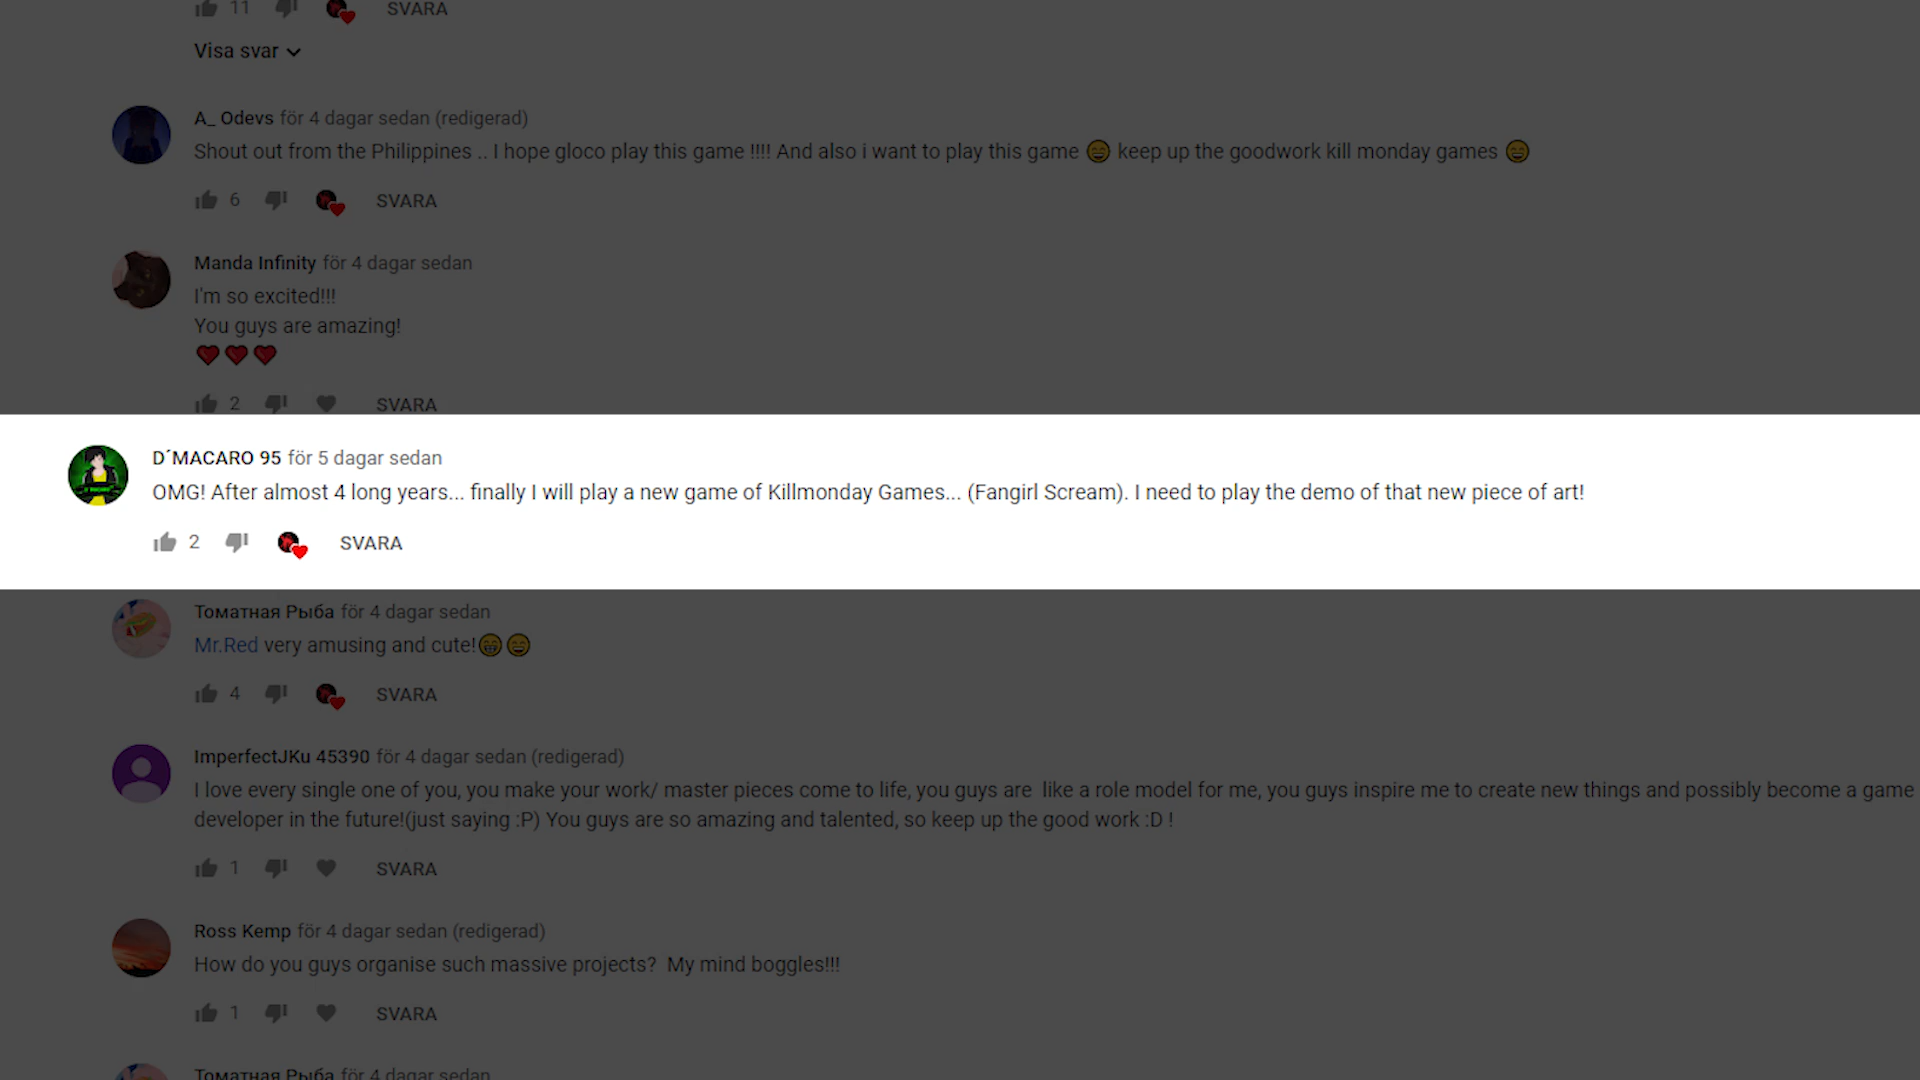 11 SVARA
Visa svar
A_ Odevs för 4 dagar sedan (redigerad)
Shout out from the Philippines .. I hope gloco play this game !!!! And also i want to play this game 😄 keep up the goodwork kill monday games 😄
6 SVARA
Manda Infinity för 4 dagar sedan
I'm so excited!!!
You guys are amazing!
❤❤❤
2 SVARA
D´MACARO 95 för 5 dagar sedan
OMG! After almost 4 long years... finally I will play a new game of Killmonday Games... (Fangirl Scream). I need to play the demo of that new piece of art!
2 SVARA
Томатная Рыба för 4 dagar sedan
Mr.Red very amusing and cute!😁😄
4 SVARA
ImperfectJKu 45390 för 4 dagar sedan (redigerad)
I love every single one of you, you make your work/ master pieces come to life, you guys are  like a role model for me, you guys inspire me to create new things and possibly become a game
developer in the future!(just saying :P) You guys are so amazing and talented, so keep up the good work :D !
1 SVARA
Ross Kemp för 4 dagar sedan (redigerad)
How do you guys organise such massive projects?  My mind boggles!!!
1 SVARA
Томатная Рыба för 4 dagar sedan